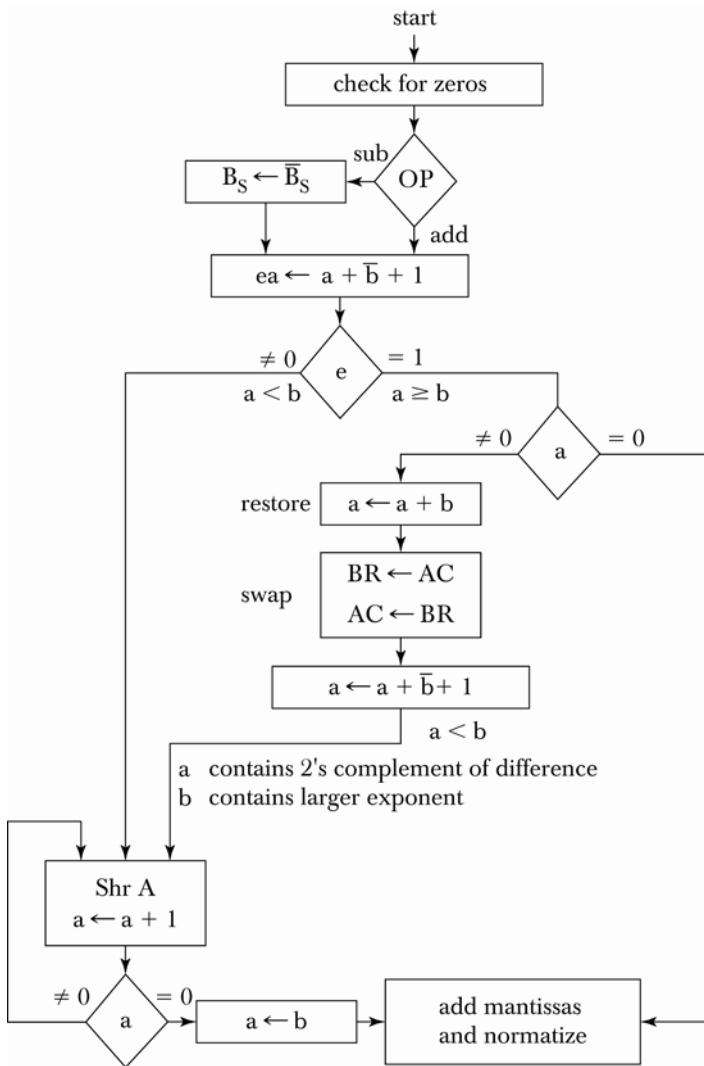 start
check for zeros
sub
B_S ← B̅_S
OP
add
ea ← a + b̅ + 1
≠ 0
= 1
e
a < b
a ≥ b
≠ 0
= 0
a
restore
a ← a + b
BR ← AC
swap
AC ← BR
a ← a + b̅ + 1
a < b
a contains 2's complement of difference
b contains larger exponent
Shr A
a ← a + 1
≠ 0
= 0
a
a ← b
add mantissas
and normatize